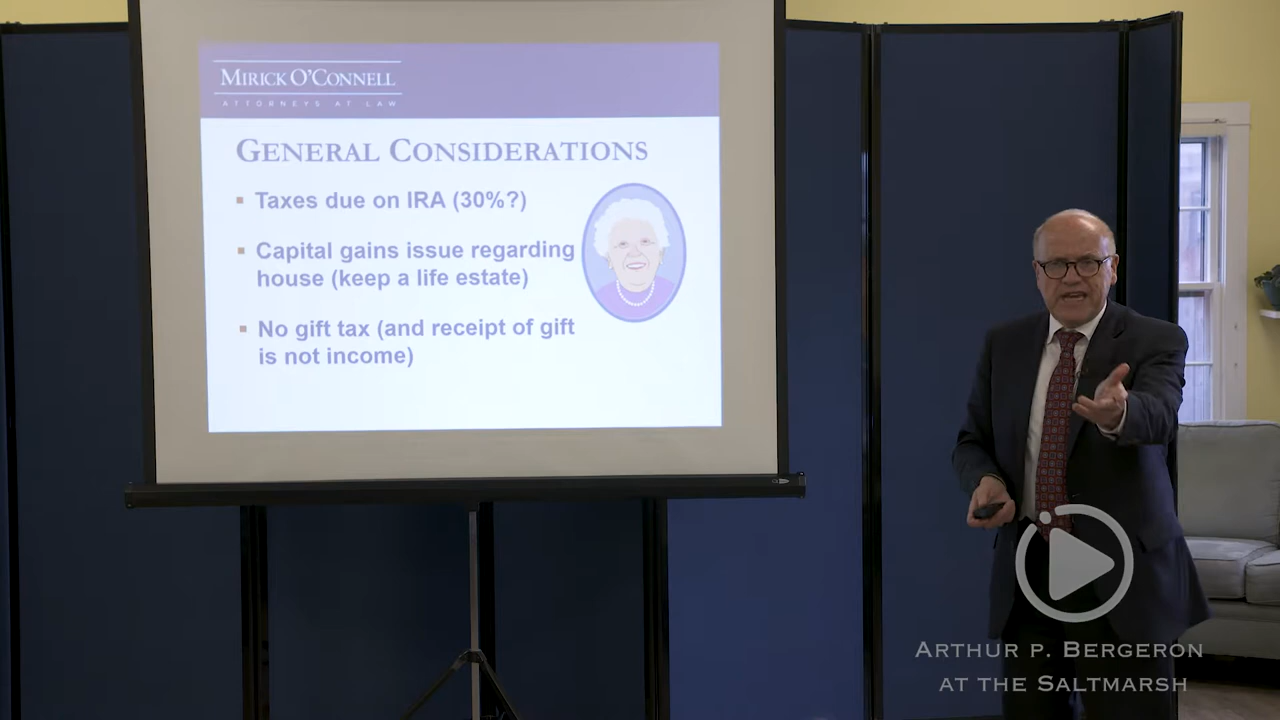 MIRICK O'CONNELL
ATTORNEYS AT LAW
GENERAL CONSIDERATIONS
▪ Taxes due on IRA (30%?)
▪ Capital gains issue regarding
house (keep a life estate)
▪ No gift tax (and receipt of gift
is not income)
ARTHUR P. BERGERON
AT THE SALTMARSH